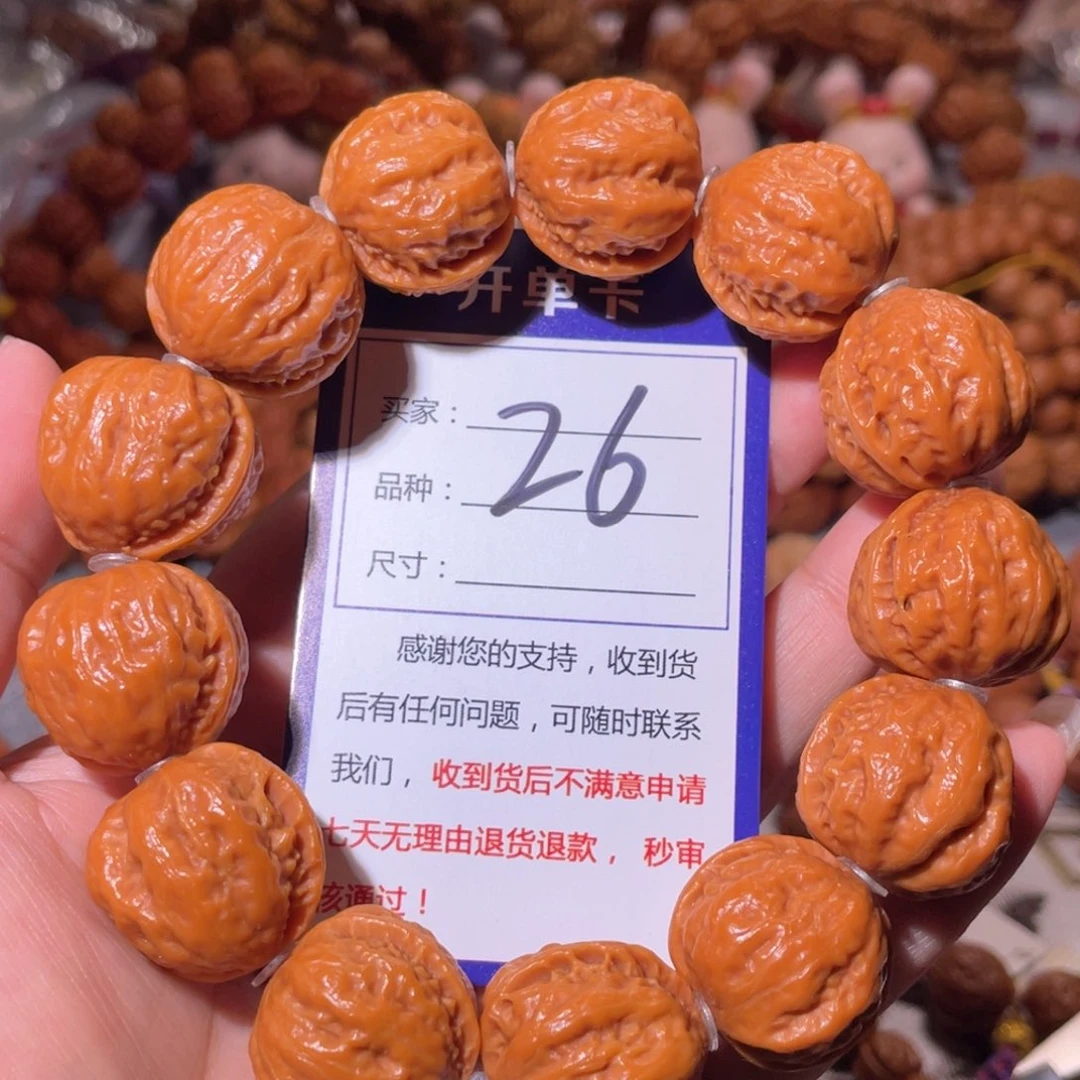 开单卡
买家：
26
品种：
尺寸：
感谢您的支持，收到货
后有任何问题，可随时联系
我们，收到货后不满意申请
七天无理由退货退款，秒审
核通过！